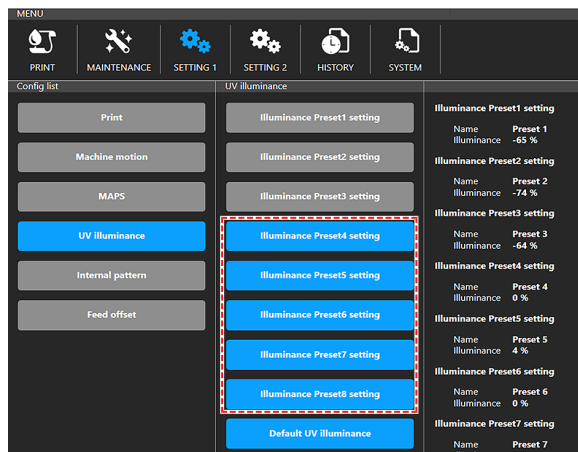 MENU
PRINT
MAINTENANCE
SETTING 1
SETTING 2
HISTORY
SYSTEM
Config list
Print
Machine motion
MAPS
UV illuminance
Internal pattern
Feed offset
UV illuminance
Illuminance Preset1 setting
Illuminance Preset2 setting
Illuminance Preset3 setting
Illuminance Preset4 setting
Illuminance Preset5 setting
Illuminance Preset6 setting
Illuminance Preset7 setting
Illuminance Preset8 setting
Default UV illuminance
Illuminance Preset1 setting
Name Preset 1
Illuminance -65 %
Illuminance Preset2 setting
Name Preset 2
Illuminance -74 %
Illuminance Preset3 setting
Name Preset 3
Illuminance -64 %
Illuminance Preset4 setting
Name Preset 4
Illuminance 0 %
Illuminance Preset5 setting
Name Preset 5
Illuminance 4 %
Illuminance Preset6 setting
Name Preset 6
Illuminance 0 %
Illuminance Preset7 setting
Name Preset 7